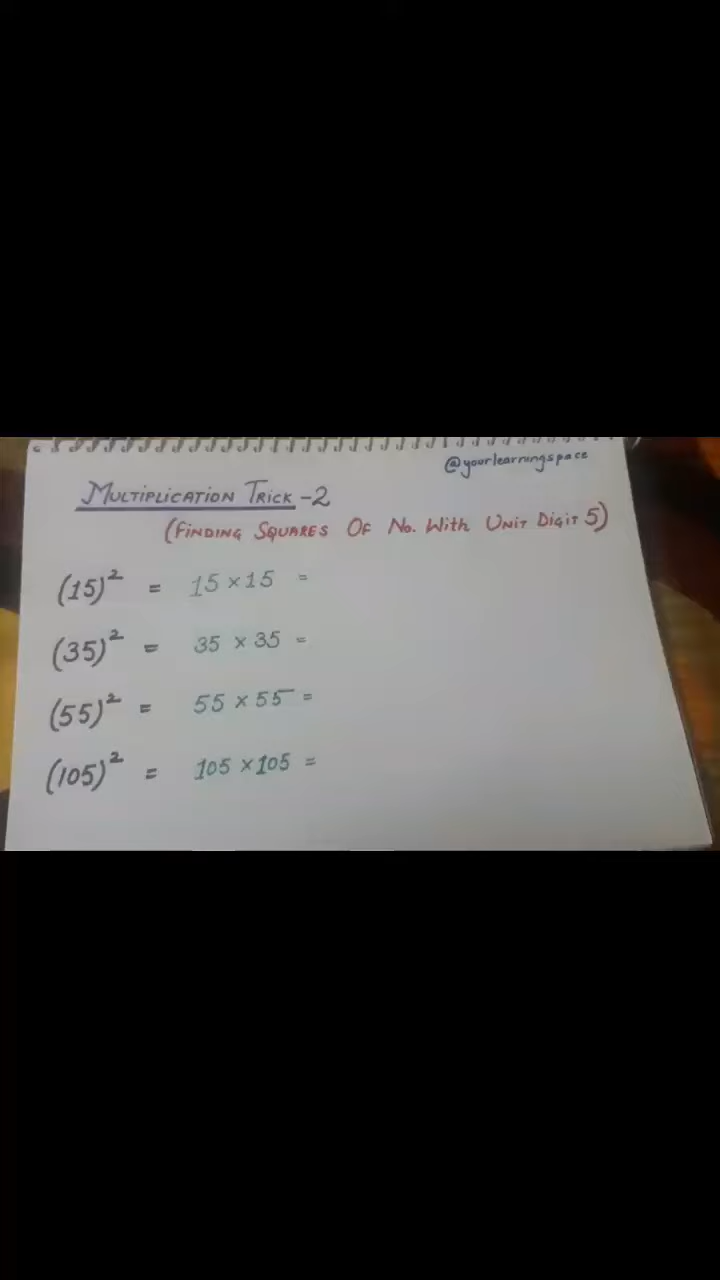 @yourlearningspace
MULTIPLICATION TRICK -2
(FINDING SQUARES OF NO. WITH UNIT DIGIT 5)
(15)² = 15 × 15 =
(35)² = 35 × 35 =
(55)² = 55 × 55 =
(105)² = 105 × 105 =